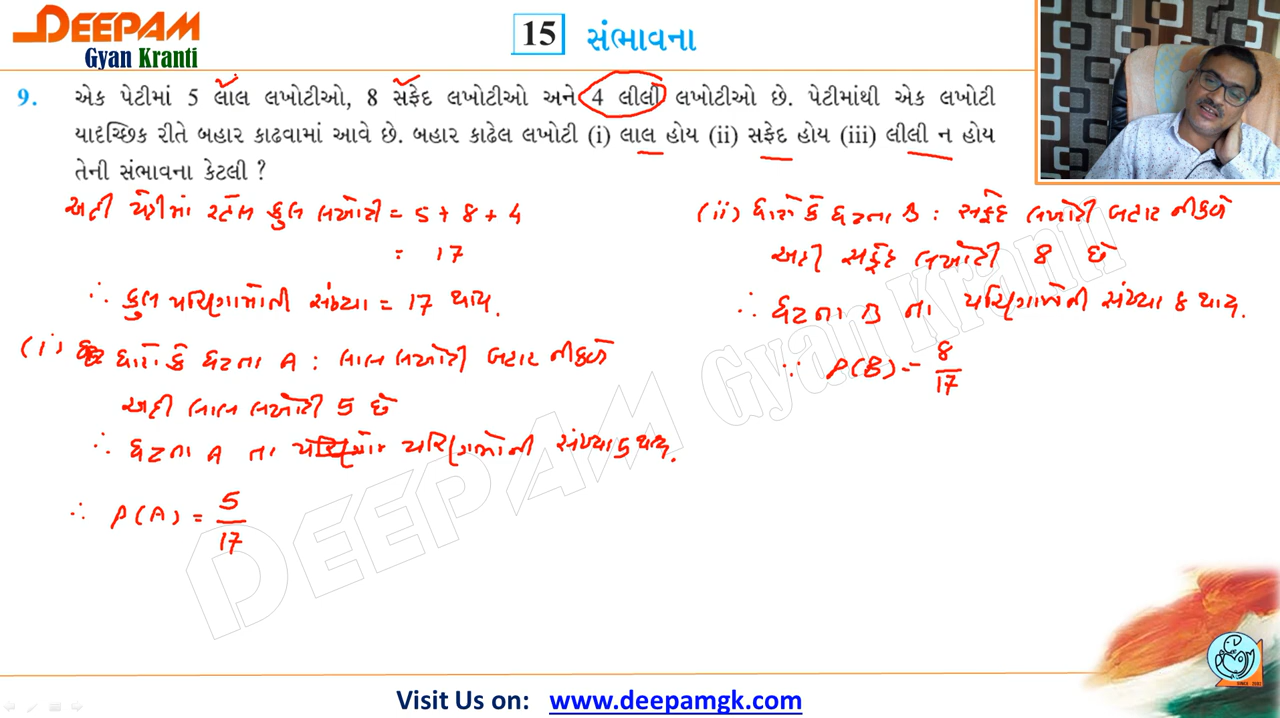 DEEPAM
Gyan Kranti
15 સંભાવના
9. એક પેટીમાં 5 લાલ લખોટીઓ, 8 સફેદ લખોટીઓ અને 4 લીલી લખોટીઓ છે. પેટીમાંથી એક લખોટી
યાદૃચ્છિક રીતે બહાર કાઢવામાં આવે છે. બહાર કાઢેલ લખોટી (i) લાલ હોય (ii) સફેદ હોય (iii) લીલી ન હોય
તેની સંભાવના કેટલી ?
અહી પેટીમાં રહેલ કુલ લખોટી = 5 + 8 + 4
= 17
∴ કુલ પરિણામોની સંખ્યા = 17 થાય.
(i) ધારો કે ઘટના A : લાલ લખોટી બહાર નીકળે
અહી લાલ લખોટી 5 છે
∴ ઘટના A ના પરિણામોની સંખ્યા 5 થાય.
∴ P(A) = 5/17
(ii) ધારો કે ઘટના B : સફેદ લખોટી બહાર નીકળે
અહી સફેદ લખોટી 8 છે
∴ ઘટના B ના પરિણામોની સંખ્યા 8 થાય.
∵ P(B) = 8/17
DEEPAM Gyan Kranti
Visit Us on: www.deepamgk.com